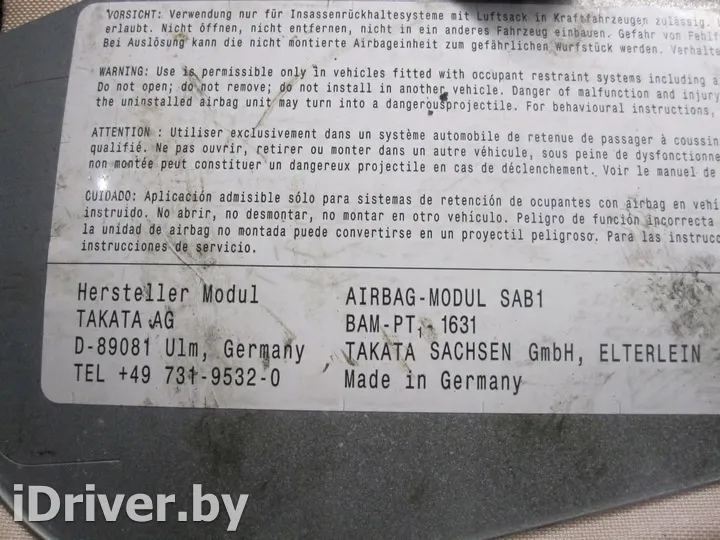 VORSICHT: Verwendung nur für Insassenrückhaltesysteme mit Luftsack in Kraftfahrzeugen zulässig.
erlaubt. Nicht öffnen, nicht entfernen, nicht in ein anderes Fahrzeug einbauen. Gefahr von Fehlf
Bei Auslösung kann die nicht montierte Airbageinheit zum gefährlichen Wurfstück werden. Verhalte
WARNING: Use is permissible only in vehicles fitted with occupant restraint systems including a
Do not open; do not remove; do not install in another vehicle. Danger of malfunction and injury
the uninstalled airbag unit may turn into a dangerousprojectile. For behavioural instructions,
ATTENTION : Utiliser exclusivement dans un système automobile de retenue de passager à coussin
qualifié. Ne pas ouvrir, retirer ou monter dans un autre véhicule, sous peine de dysfonctionne
non montée peut constituer un dangereux projectile en cas de déclenchement. Voir le manuel de
CUIDADO: Aplicación admisible sólo para sistemas de retención de ocupantes con airbag en vehí
instruido. No abrir, no desmontar, no montar en otro vehículo. Peligro de función incorrecta
la unidad de airbag no montada puede convertirse en un proyectil peligroso. Para las instrucc
instrucciones de servicio.
Hersteller Modul
TAKATA AG
D-89081 Ulm, Germany
TEL +49 731-9532-0
AIRBAG-MODUL SAB1
BAM-PT, 1631
TAKATA SACHSEN GmbH, ELTERLEIN
Made in Germany
iDriver.by